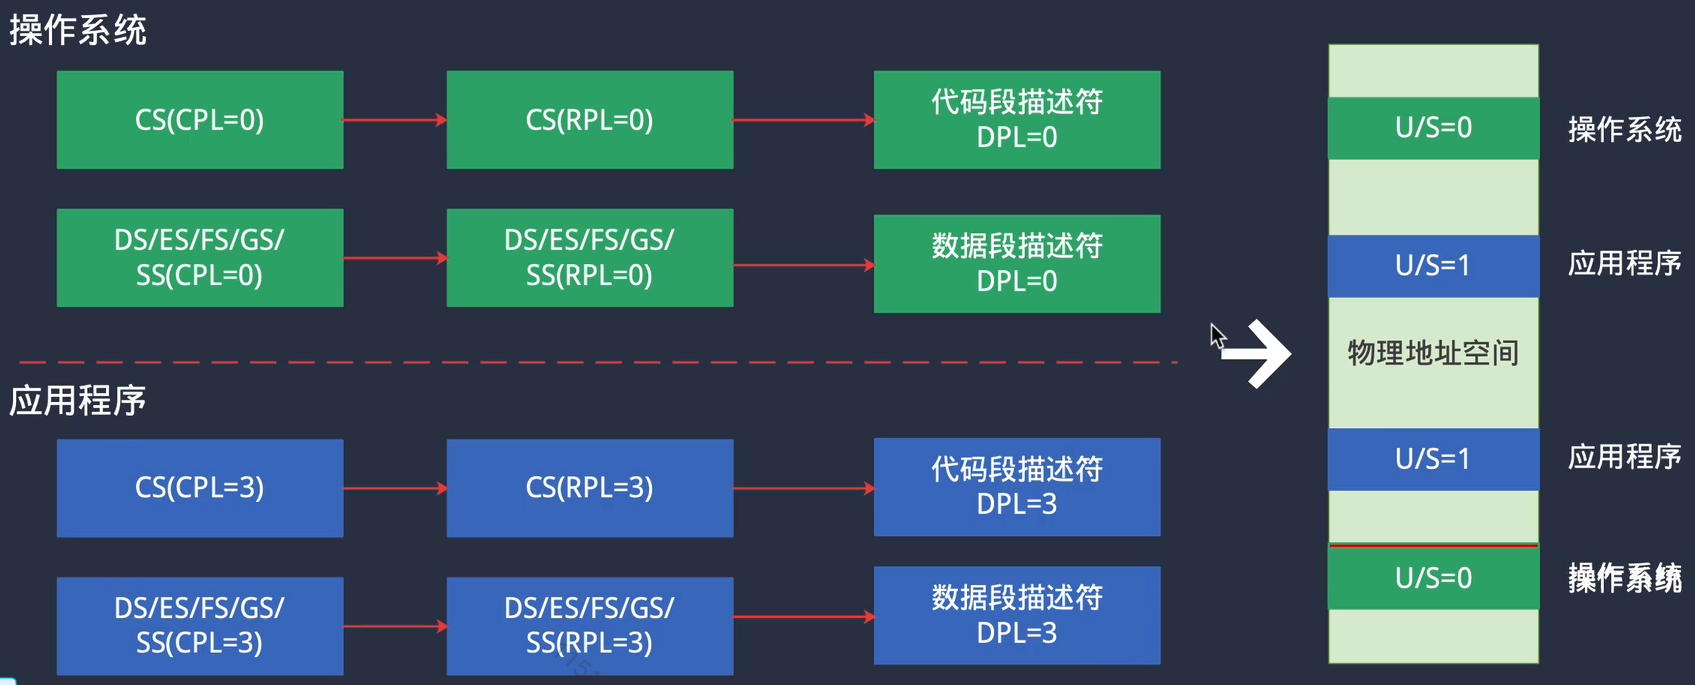 操作系统
CS(CPL=0)
CS(RPL=0)
代码段描述符
DPL=0
DS/ES/FS/GS/
SS(CPL=0)
DS/ES/FS/GS/
SS(RPL=0)
数据段描述符
DPL=0
应用程序
CS(CPL=3)
CS(RPL=3)
代码段描述符
DPL=3
DS/ES/FS/GS/
SS(CPL=3)
DS/ES/FS/GS/
SS(RPL=3)
数据段描述符
DPL=3
U/S=0
操作系统
U/S=1
应用程序
物理地址空间
U/S=1
应用程序
U/S=0
操作系统